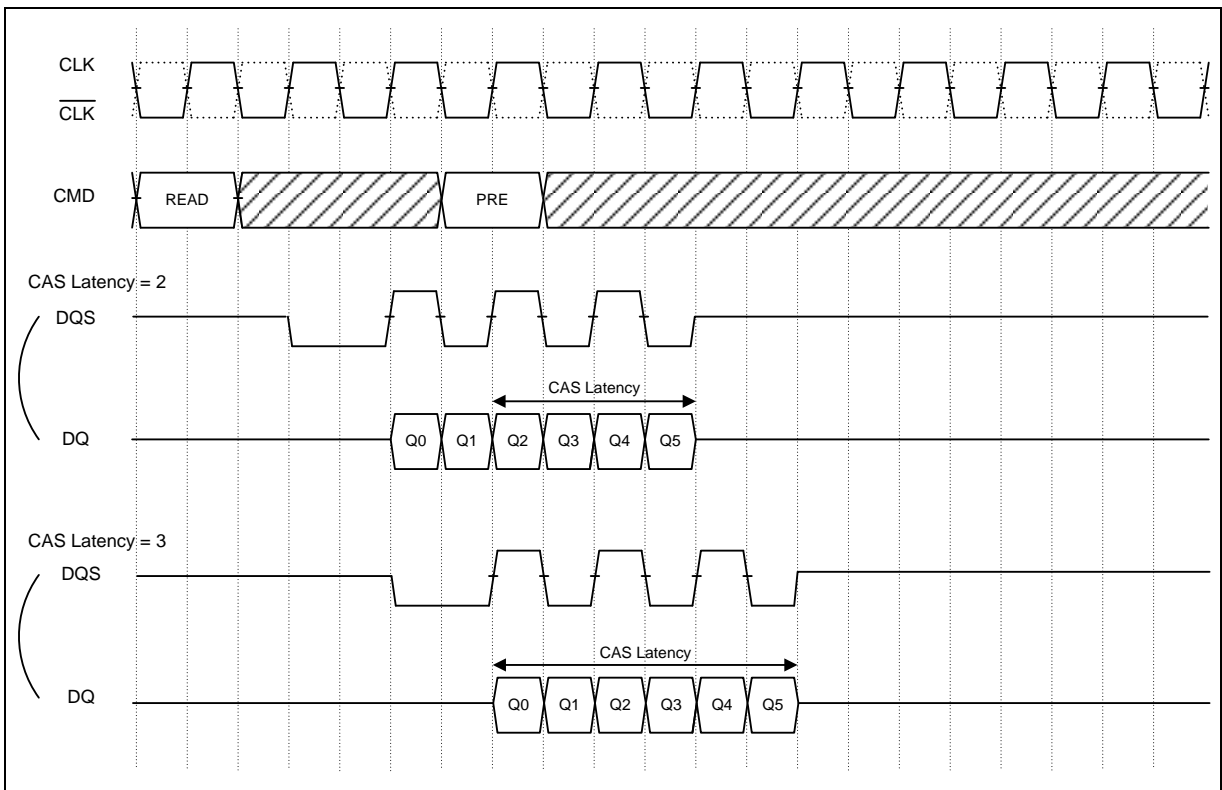 CLK
CLK
CMD
READ
PRE
CAS Latency = 2
DQS
CAS Latency
DQ
Q0 Q1 Q2 Q3 Q4 Q5
CAS Latency = 3
DQS
CAS Latency
DQ
Q0 Q1 Q2 Q3 Q4 Q5